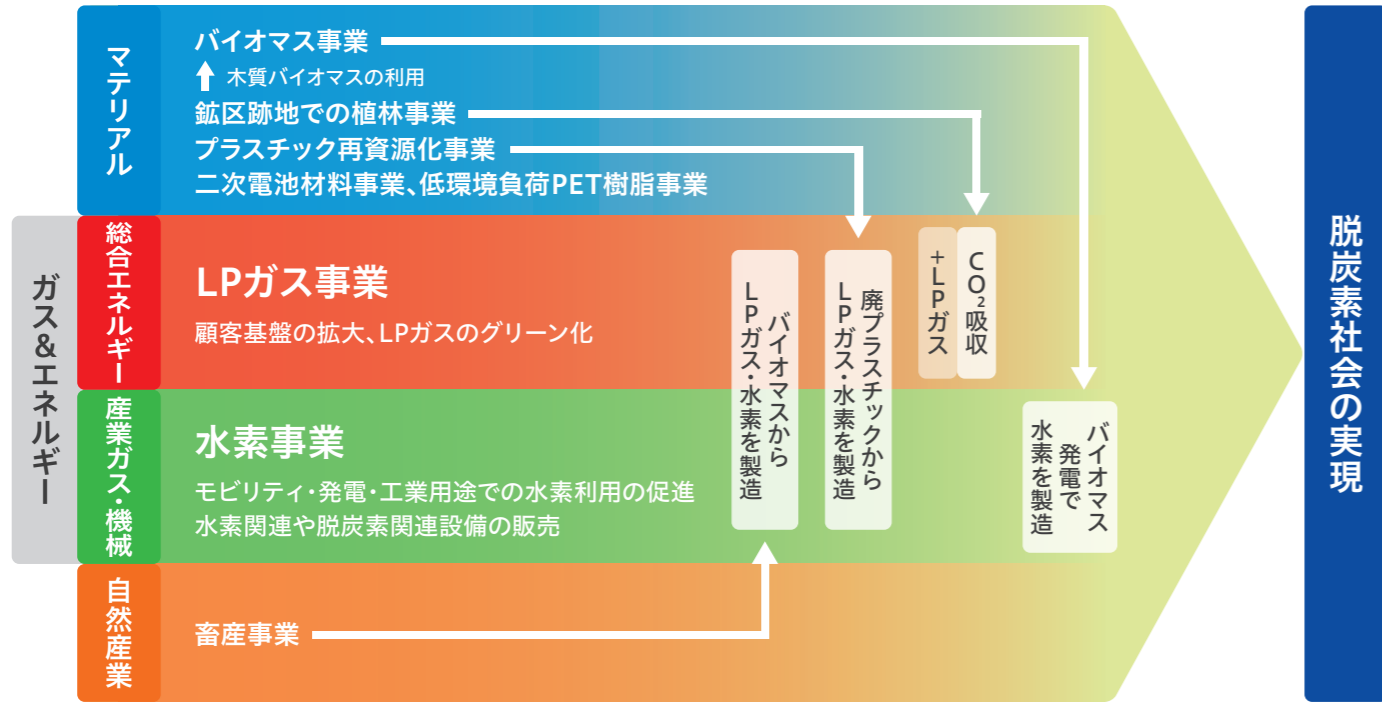 マテリアル
バイオマス事業
木質バイオマスの利用
鉱区跡地での植林事業
プラスチック再資源化事業
二次電池材料事業、低環境負荷PET樹脂事業
ガス&エネルギー
総合エネルギー
LPガス事業
顧客基盤の拡大、LPガスのグリーン化
産業ガス・機械
水素事業
モビリティ・発電・工業用途での水素利用の促進
水素関連や脱炭素関連設備の販売
自然産業
畜産事業
バイオマスから
LPガス・水素を製造
廃プラスチックから
LPガス・水素を製造
CO₂吸収
+LPガス
バイオマス
発電で
水素を製造
脱炭素社会の実現